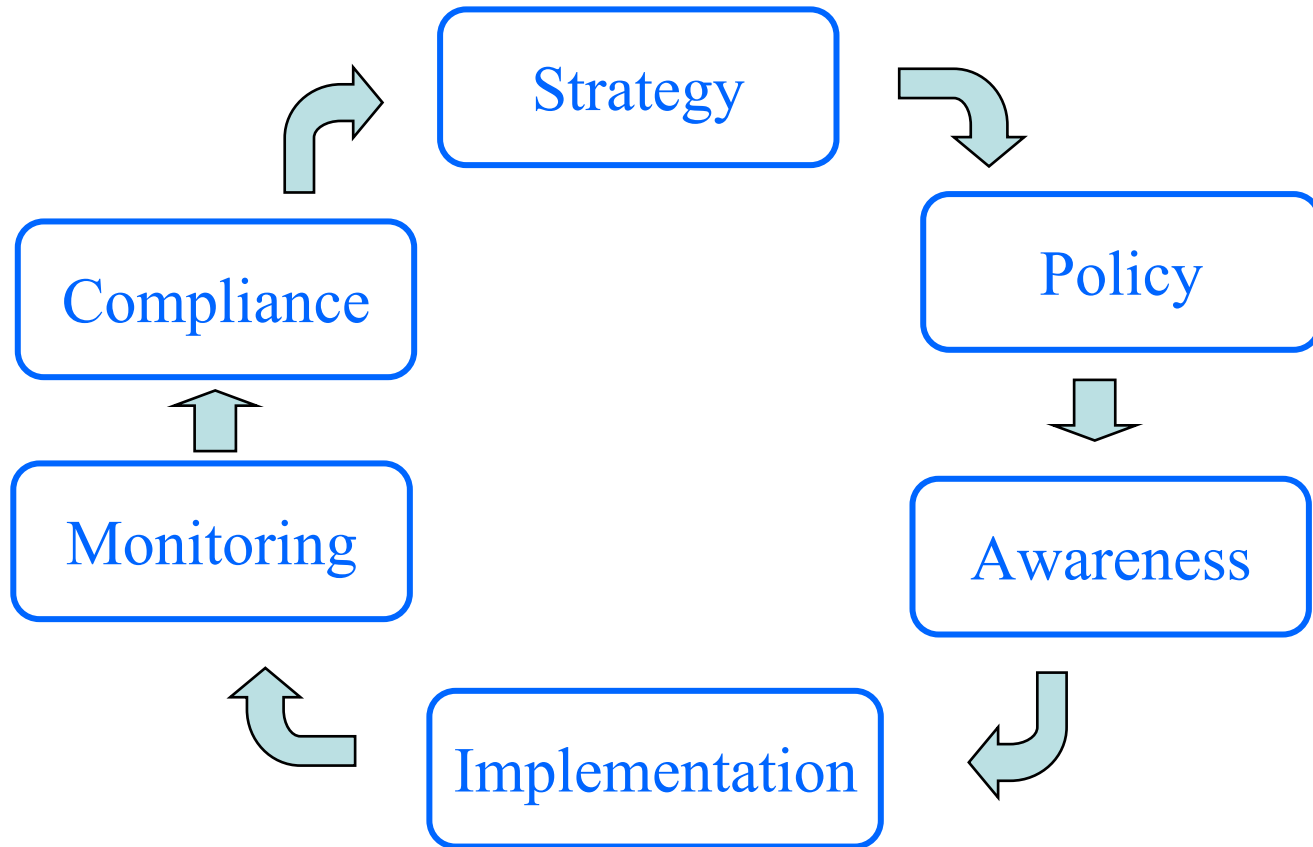 Strategy
Policy
Awareness
Implementation
Monitoring
Compliance